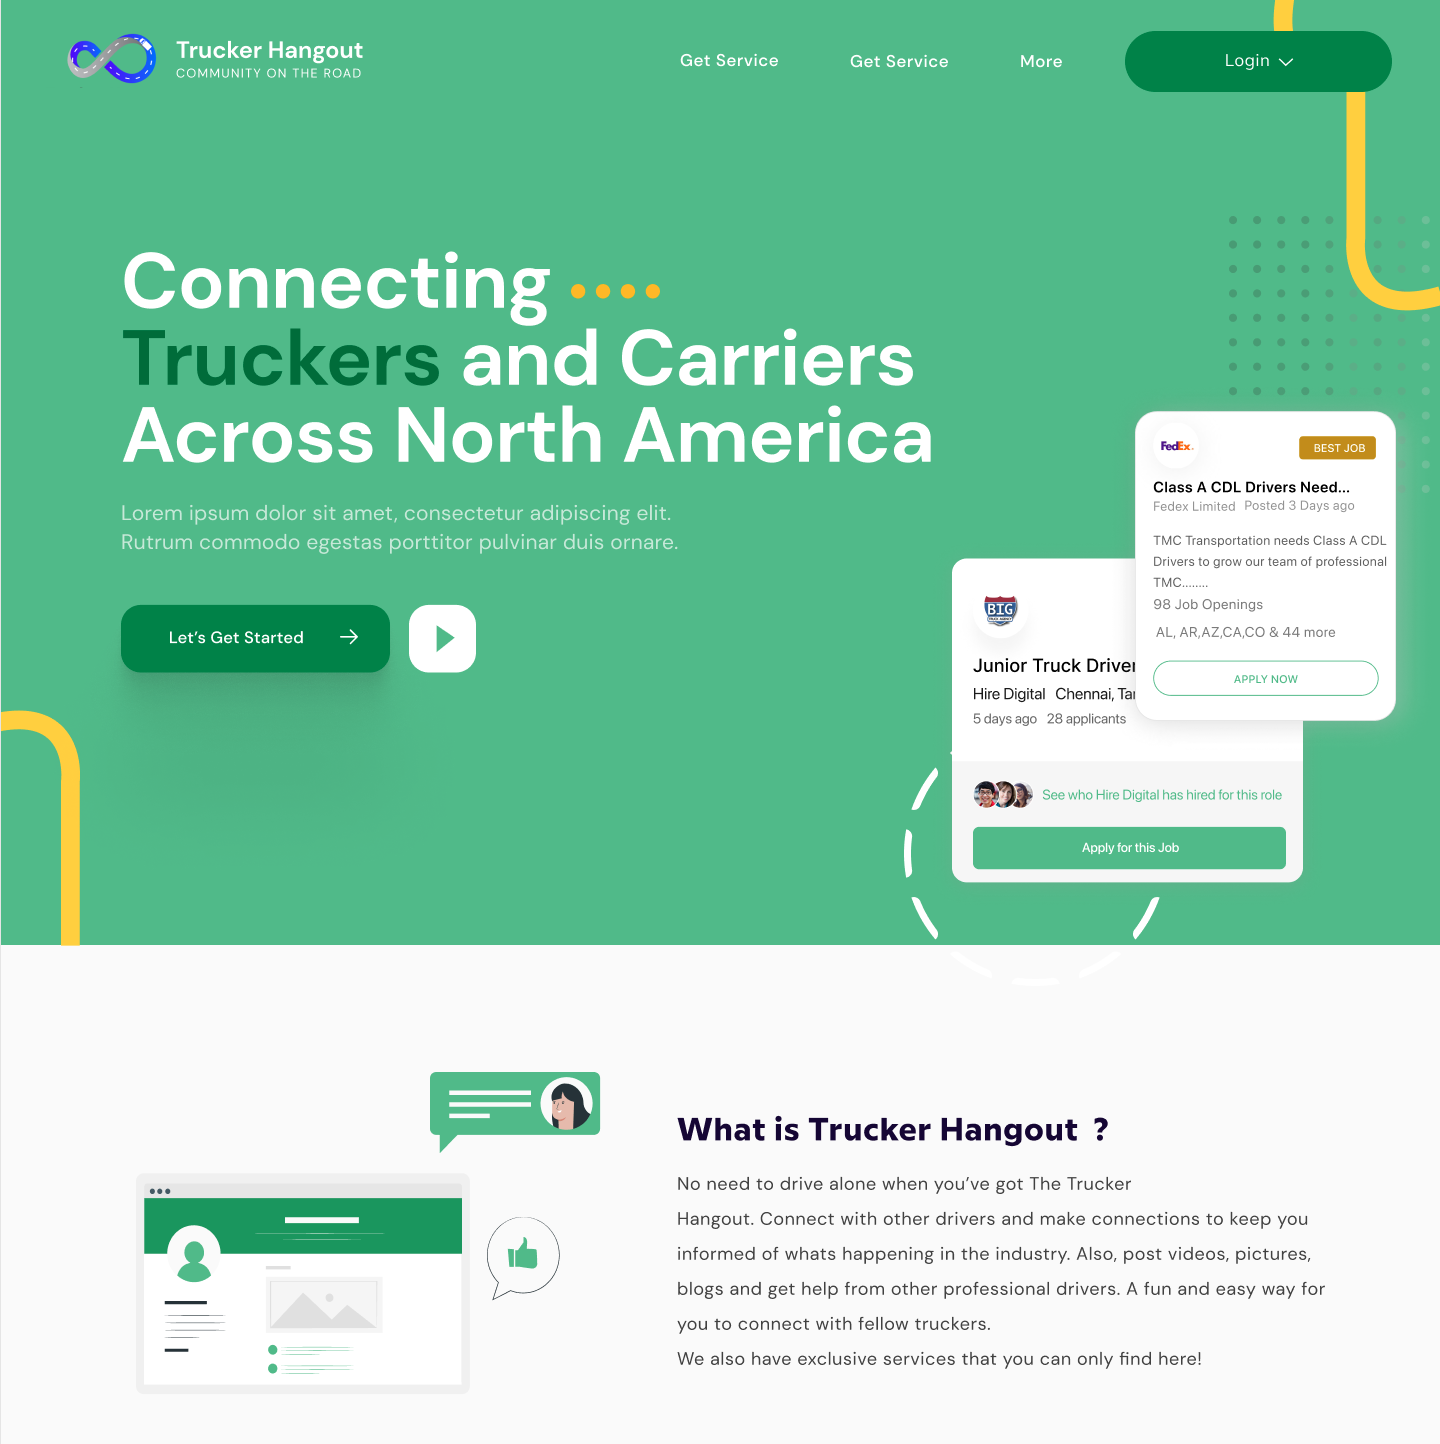 Trucker Hangout
COMMUNITY ON THE ROAD
Get Service
Get Service
More
Login
Connecting
Truckers and Carriers
Across North America
Lorem ipsum dolor sit amet, consectetur adipiscing elit.
Rutrum commodo egestas porttitor pulvinar duis ornare.
Let's Get Started
FedEx.
BEST JOB
Class A CDL Drivers Need...
Fedex Limited Posted 3 Days ago
TMC Transportation needs Class A CDL
Drivers to grow our team of professional
TMC........
98 Job Openings
AL, AR,AZ,CA,CO & 44 more
APPLY NOW
BIG
Junior Truck Driver
Hire Digital Chennai, Tar
5 days ago 28 applicants
See who Hire Digital has hired for this role
Apply for this Job
What is Trucker Hangout ?
No need to drive alone when you've got The Trucker
Hangout. Connect with other drivers and make connections to keep you
informed of whats happening in the industry. Also, post videos, pictures,
blogs and get help from other professional drivers. A fun and easy way for
you to connect with fellow truckers.
We also have exclusive services that you can only find here!